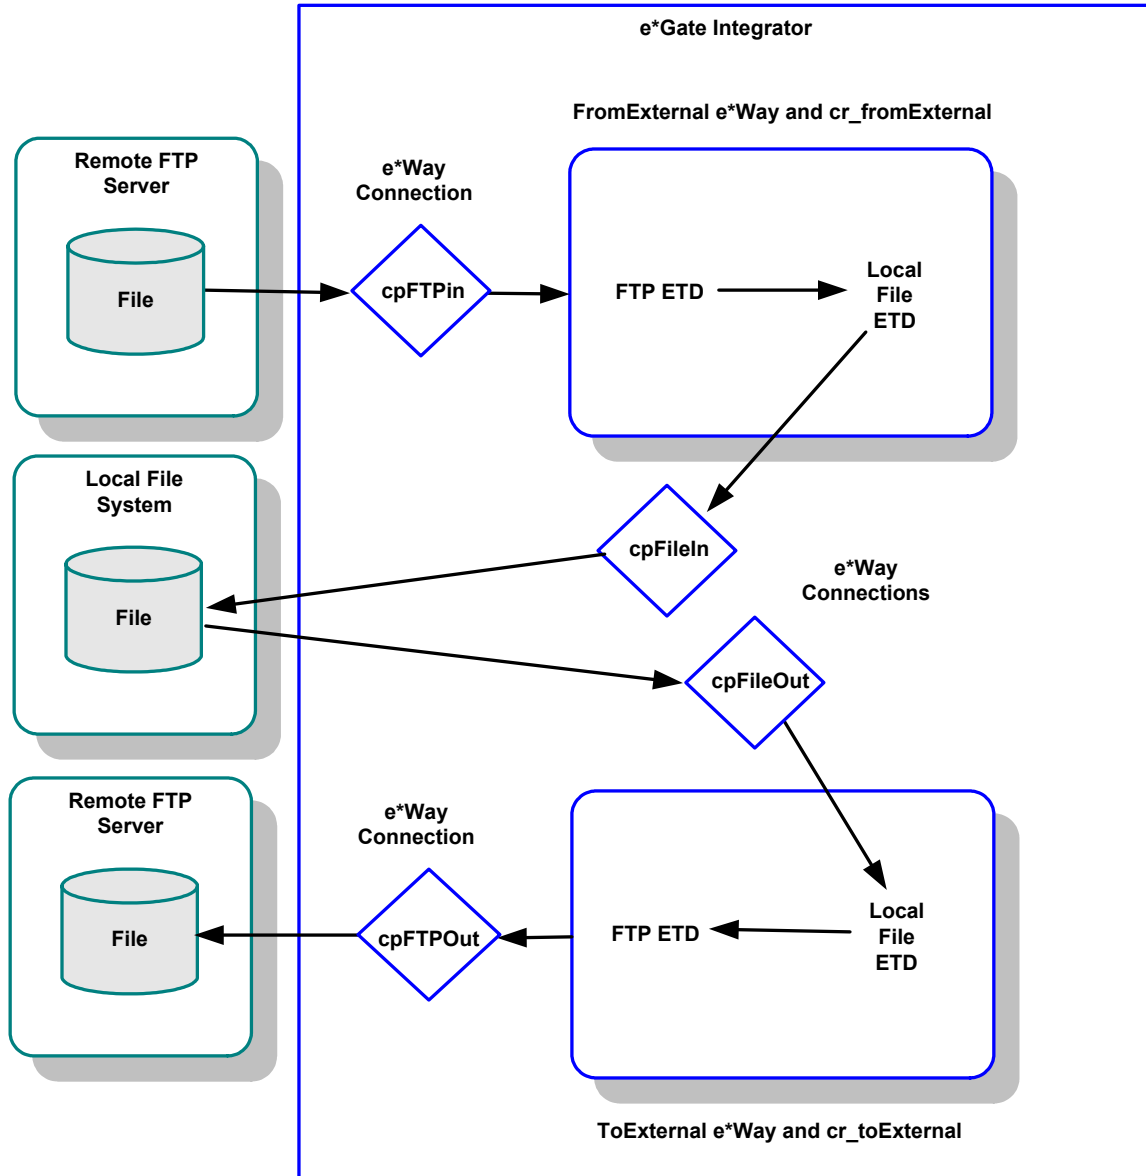 e*Gate Integrator
FromExternal e*Way and cr_fromExternal
Remote FTP
Server
File
e*Way
Connection
cpFTPin
FTP ETD
Local
File
ETD
Local File
System
File
cpFileIn
e*Way
Connections
cpFileOut
Remote FTP
Server
File
e*Way
Connection
cpFTPOut
FTP ETD
Local
File
ETD
ToExternal e*Way and cr_toExternal